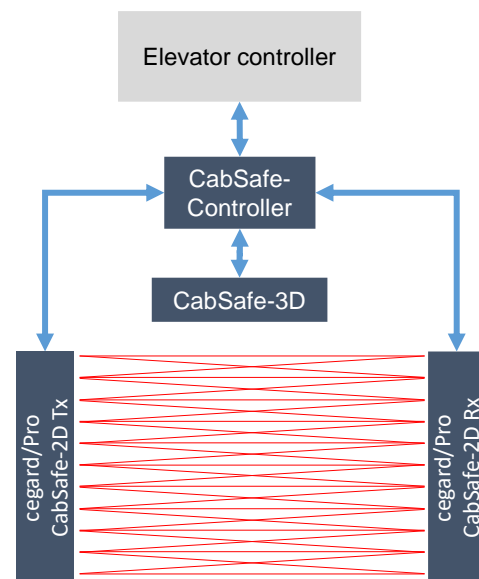 Elevator controller
CabSafe-
Controller
CabSafe-3D
cegard/Pro
CabSafe-2D Tx
cegard/Pro
CabSafe-2D Rx